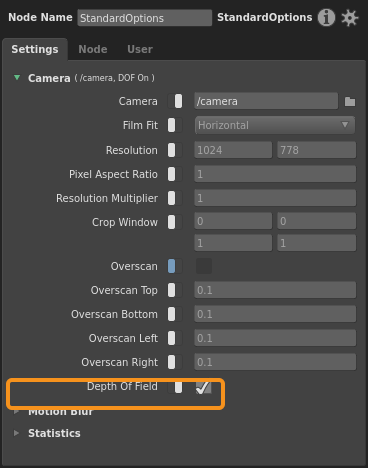 Node Name StandardOptions StandardOptions
Settings Node User
Camera ( /camera, DOF On )
Camera /camera
Film Fit Horizontal
Resolution 1024 778
Pixel Aspect Ratio 1
Resolution Multiplier 1
Crop Window 0 0
1 1
Overscan
Overscan Top 0.1
Overscan Bottom 0.1
Overscan Left 0.1
Overscan Right 0.1
Depth Of Field
Motion Blur
Statistics